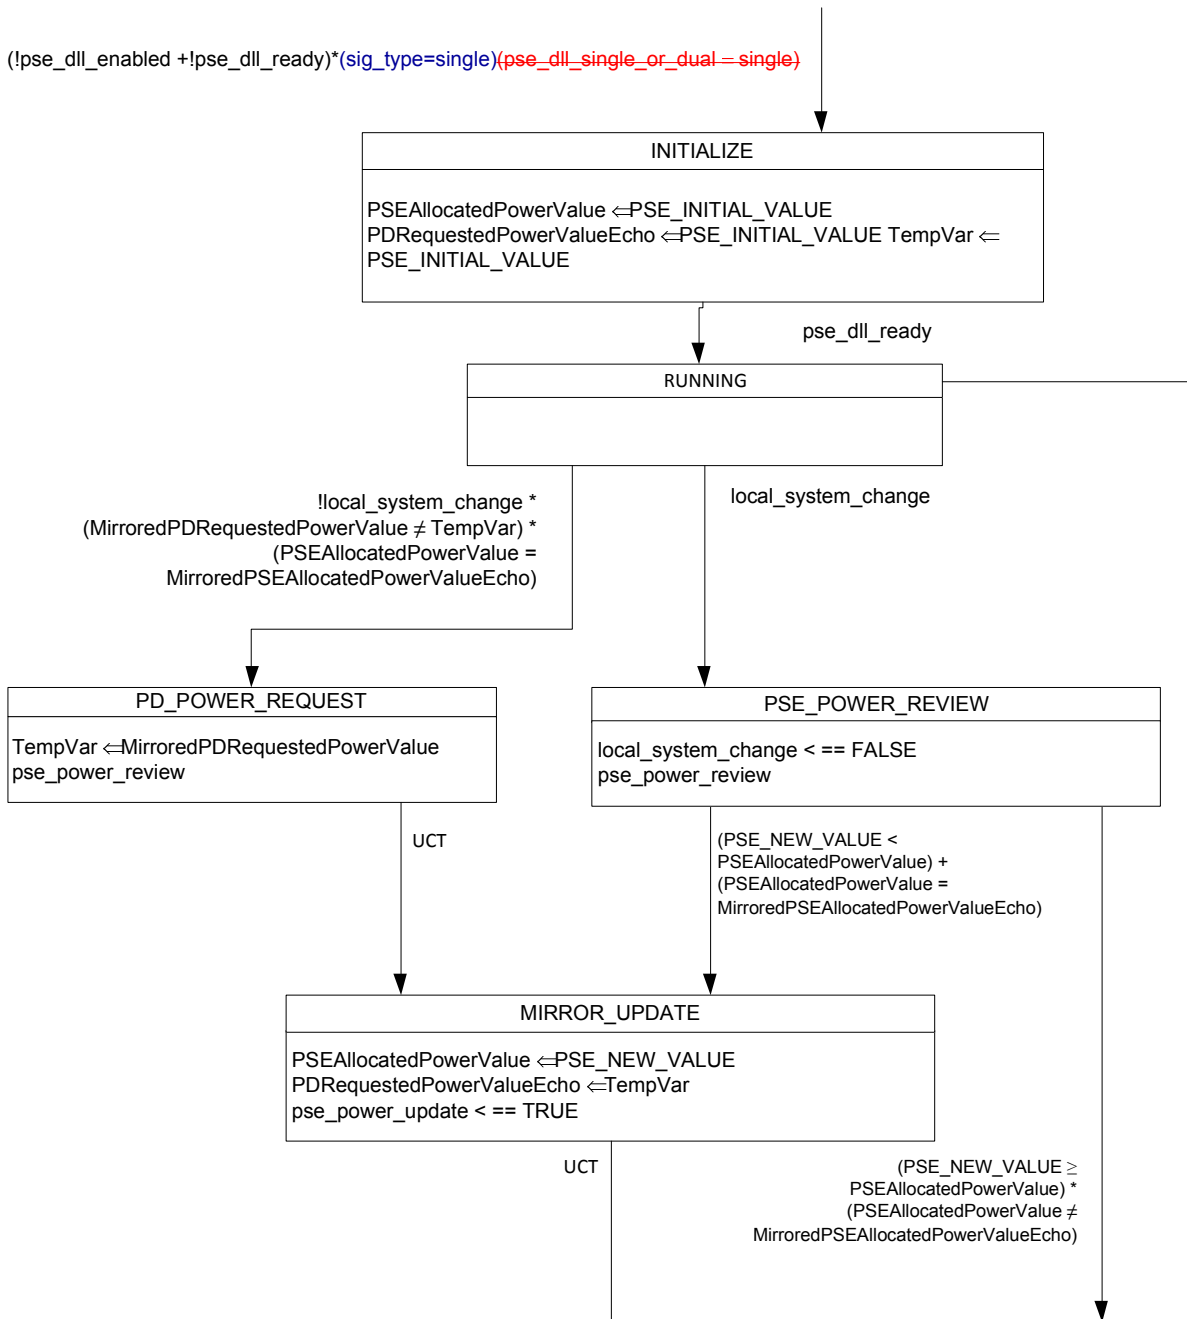 (!pse_dll_enabled +!pse_dll_ready)*(sig_type=single)(pse_dll_single_or_dual = single)
INITIALIZE
PSEAllocatedPowerValue ⇐PSE_INITIAL_VALUE
PDRequestedPowerValueEcho ⇐PSE_INITIAL_VALUE TempVar ⇐
PSE_INITIAL_VALUE
pse_dll_ready
RUNNING
!local_system_change *
(MirroredPDRequestedPowerValue ≠ TempVar) *
(PSEAllocatedPowerValue =
MirroredPSEAllocatedPowerValueEcho)
local_system_change
PD_POWER_REQUEST
TempVar ⇐MirroredPDRequestedPowerValue
pse_power_review
PSE_POWER_REVIEW
local_system_change < == FALSE
pse_power_review
UCT
(PSE_NEW_VALUE <
PSEAllocatedPowerValue) +
(PSEAllocatedPowerValue =
MirroredPSEAllocatedPowerValueEcho)
MIRROR_UPDATE
PSEAllocatedPowerValue ⇐PSE_NEW_VALUE
PDRequestedPowerValueEcho ⇐TempVar
pse_power_update < == TRUE
UCT
(PSE_NEW_VALUE ≥
PSEAllocatedPowerValue) *
(PSEAllocatedPowerValue ≠
MirroredPSEAllocatedPowerValueEcho)